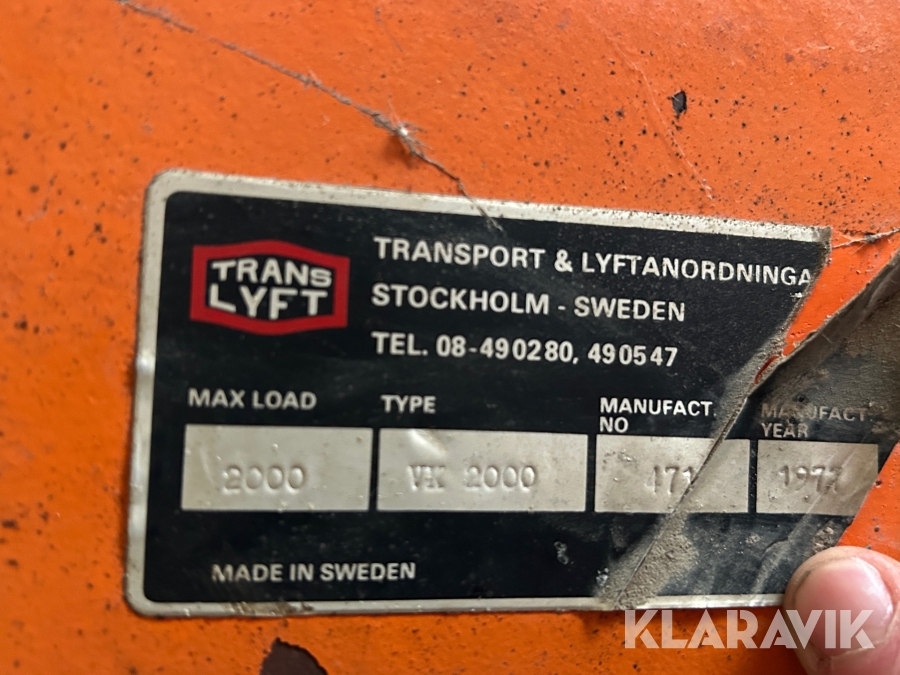 TRANS
LYFT
TRANSPORT & LYFTANORDNINGA
STOCKHOLM - SWEDEN
TEL. 08-490280, 490547
MAX LOAD
TYPE
MANUFACT.
NO
MANUFACT.
YEAR
2000
VK 2000
MADE IN SWEDEN
KLARAVIK